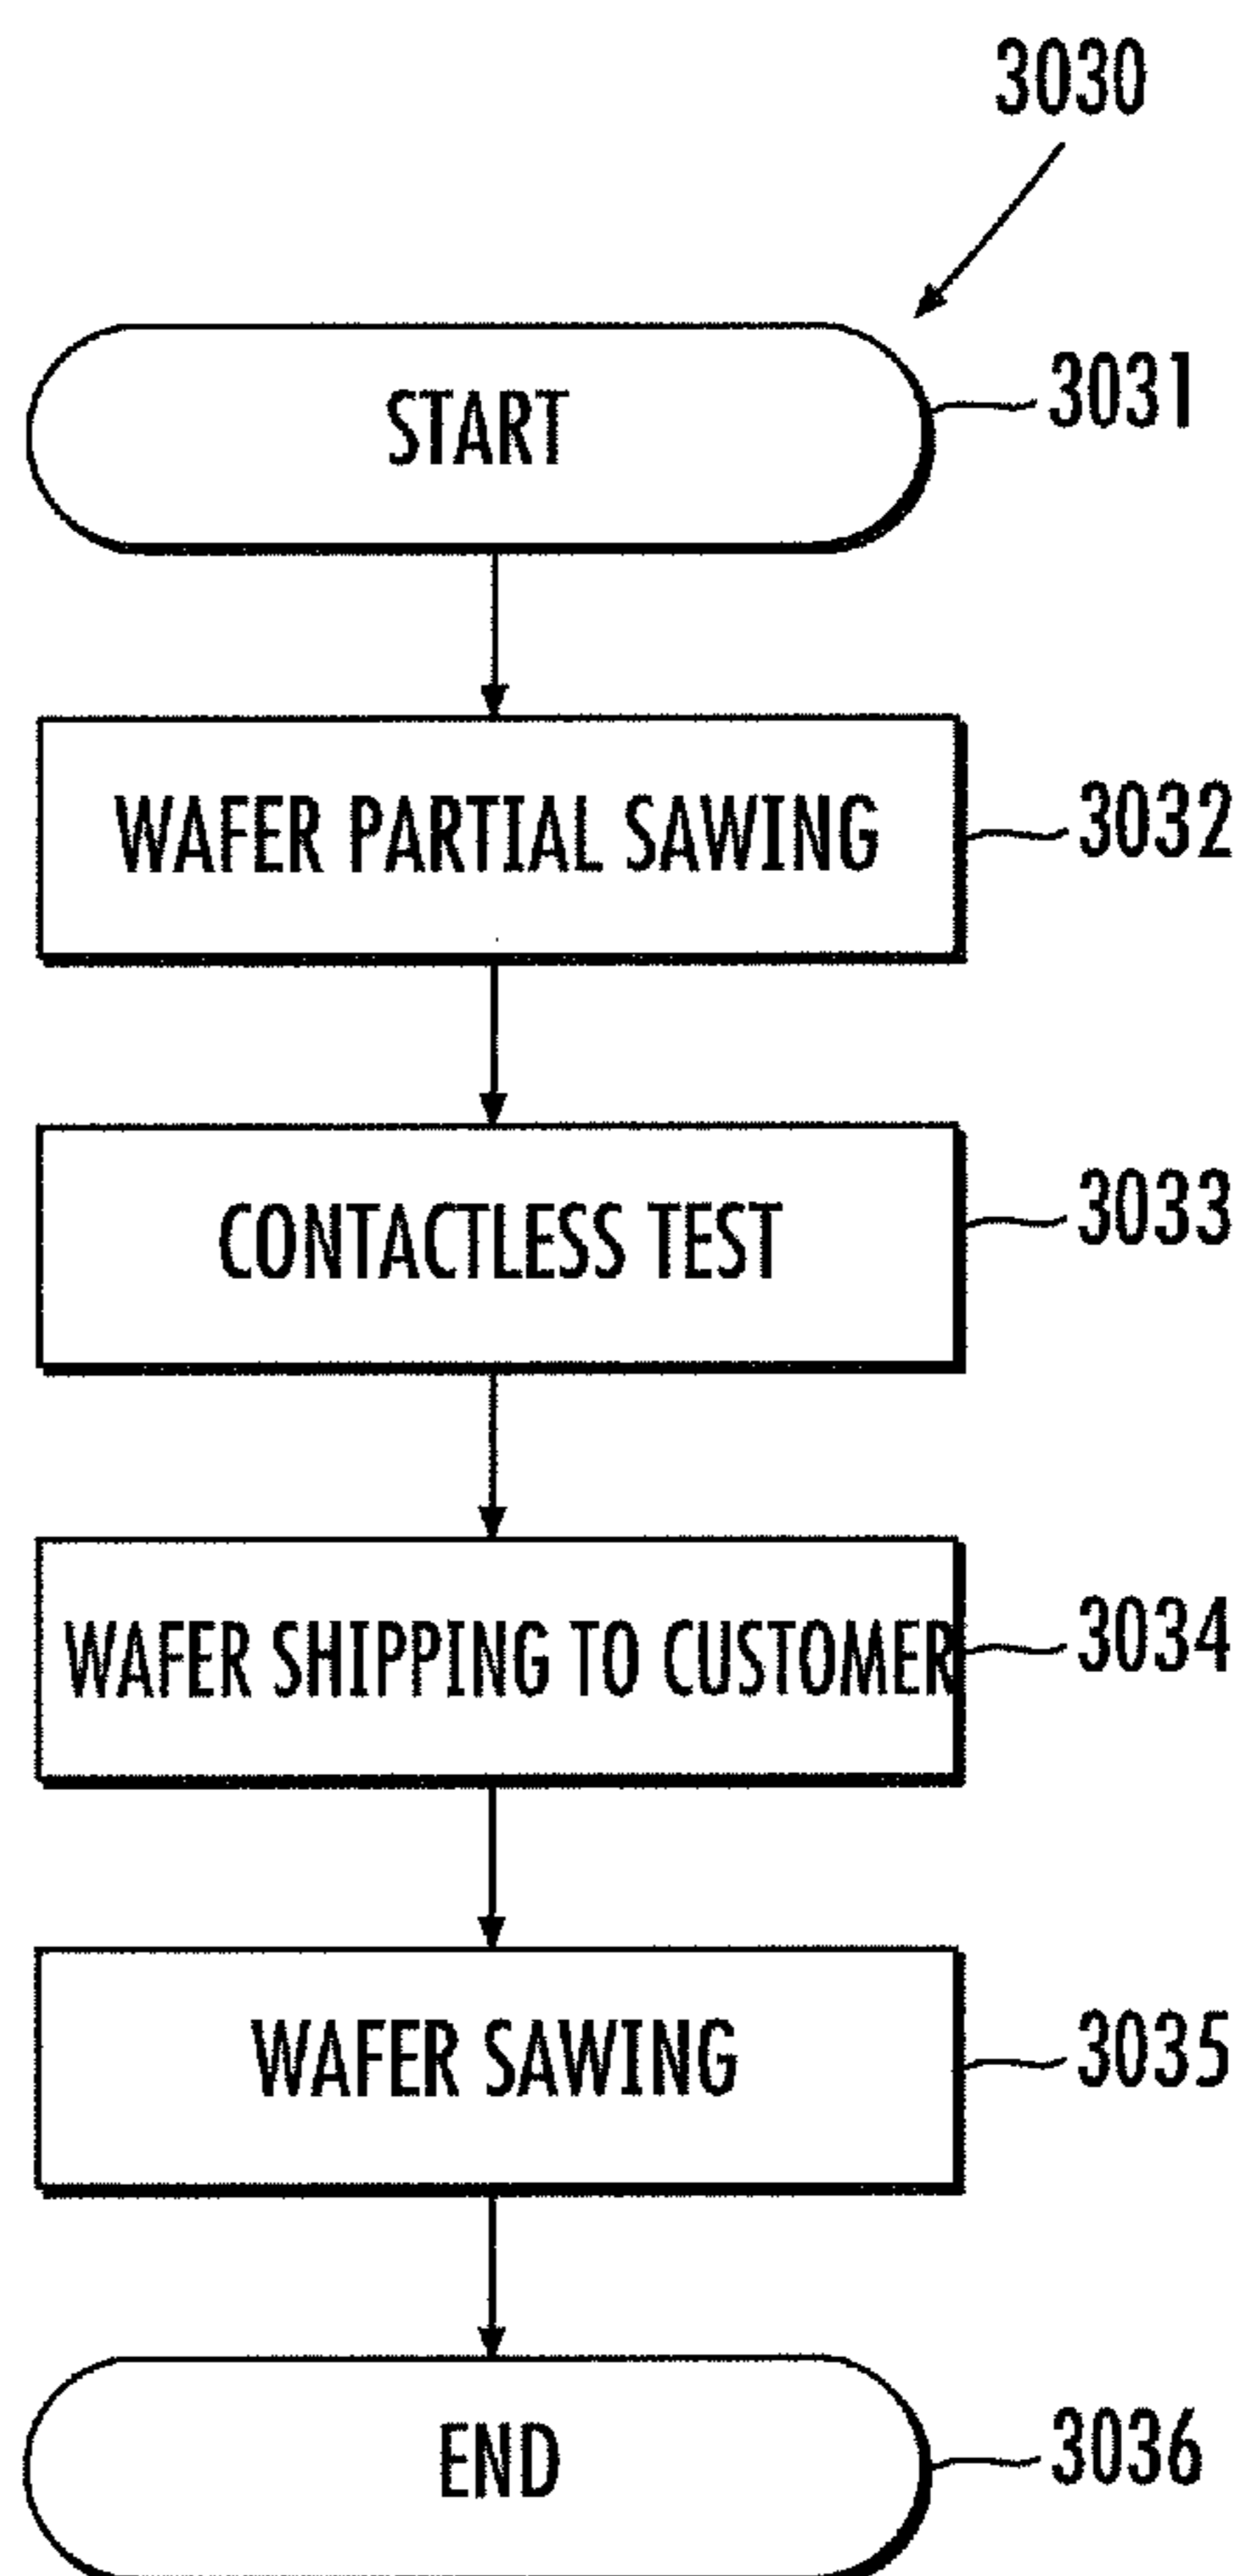 3030
START
3031
WAFER PARTIAL SAWING
3032
CONTACTLESS TEST
3033
WAFER SHIPPING TO CUSTOMER
3034
WAFER SAWING
3035
END
3036